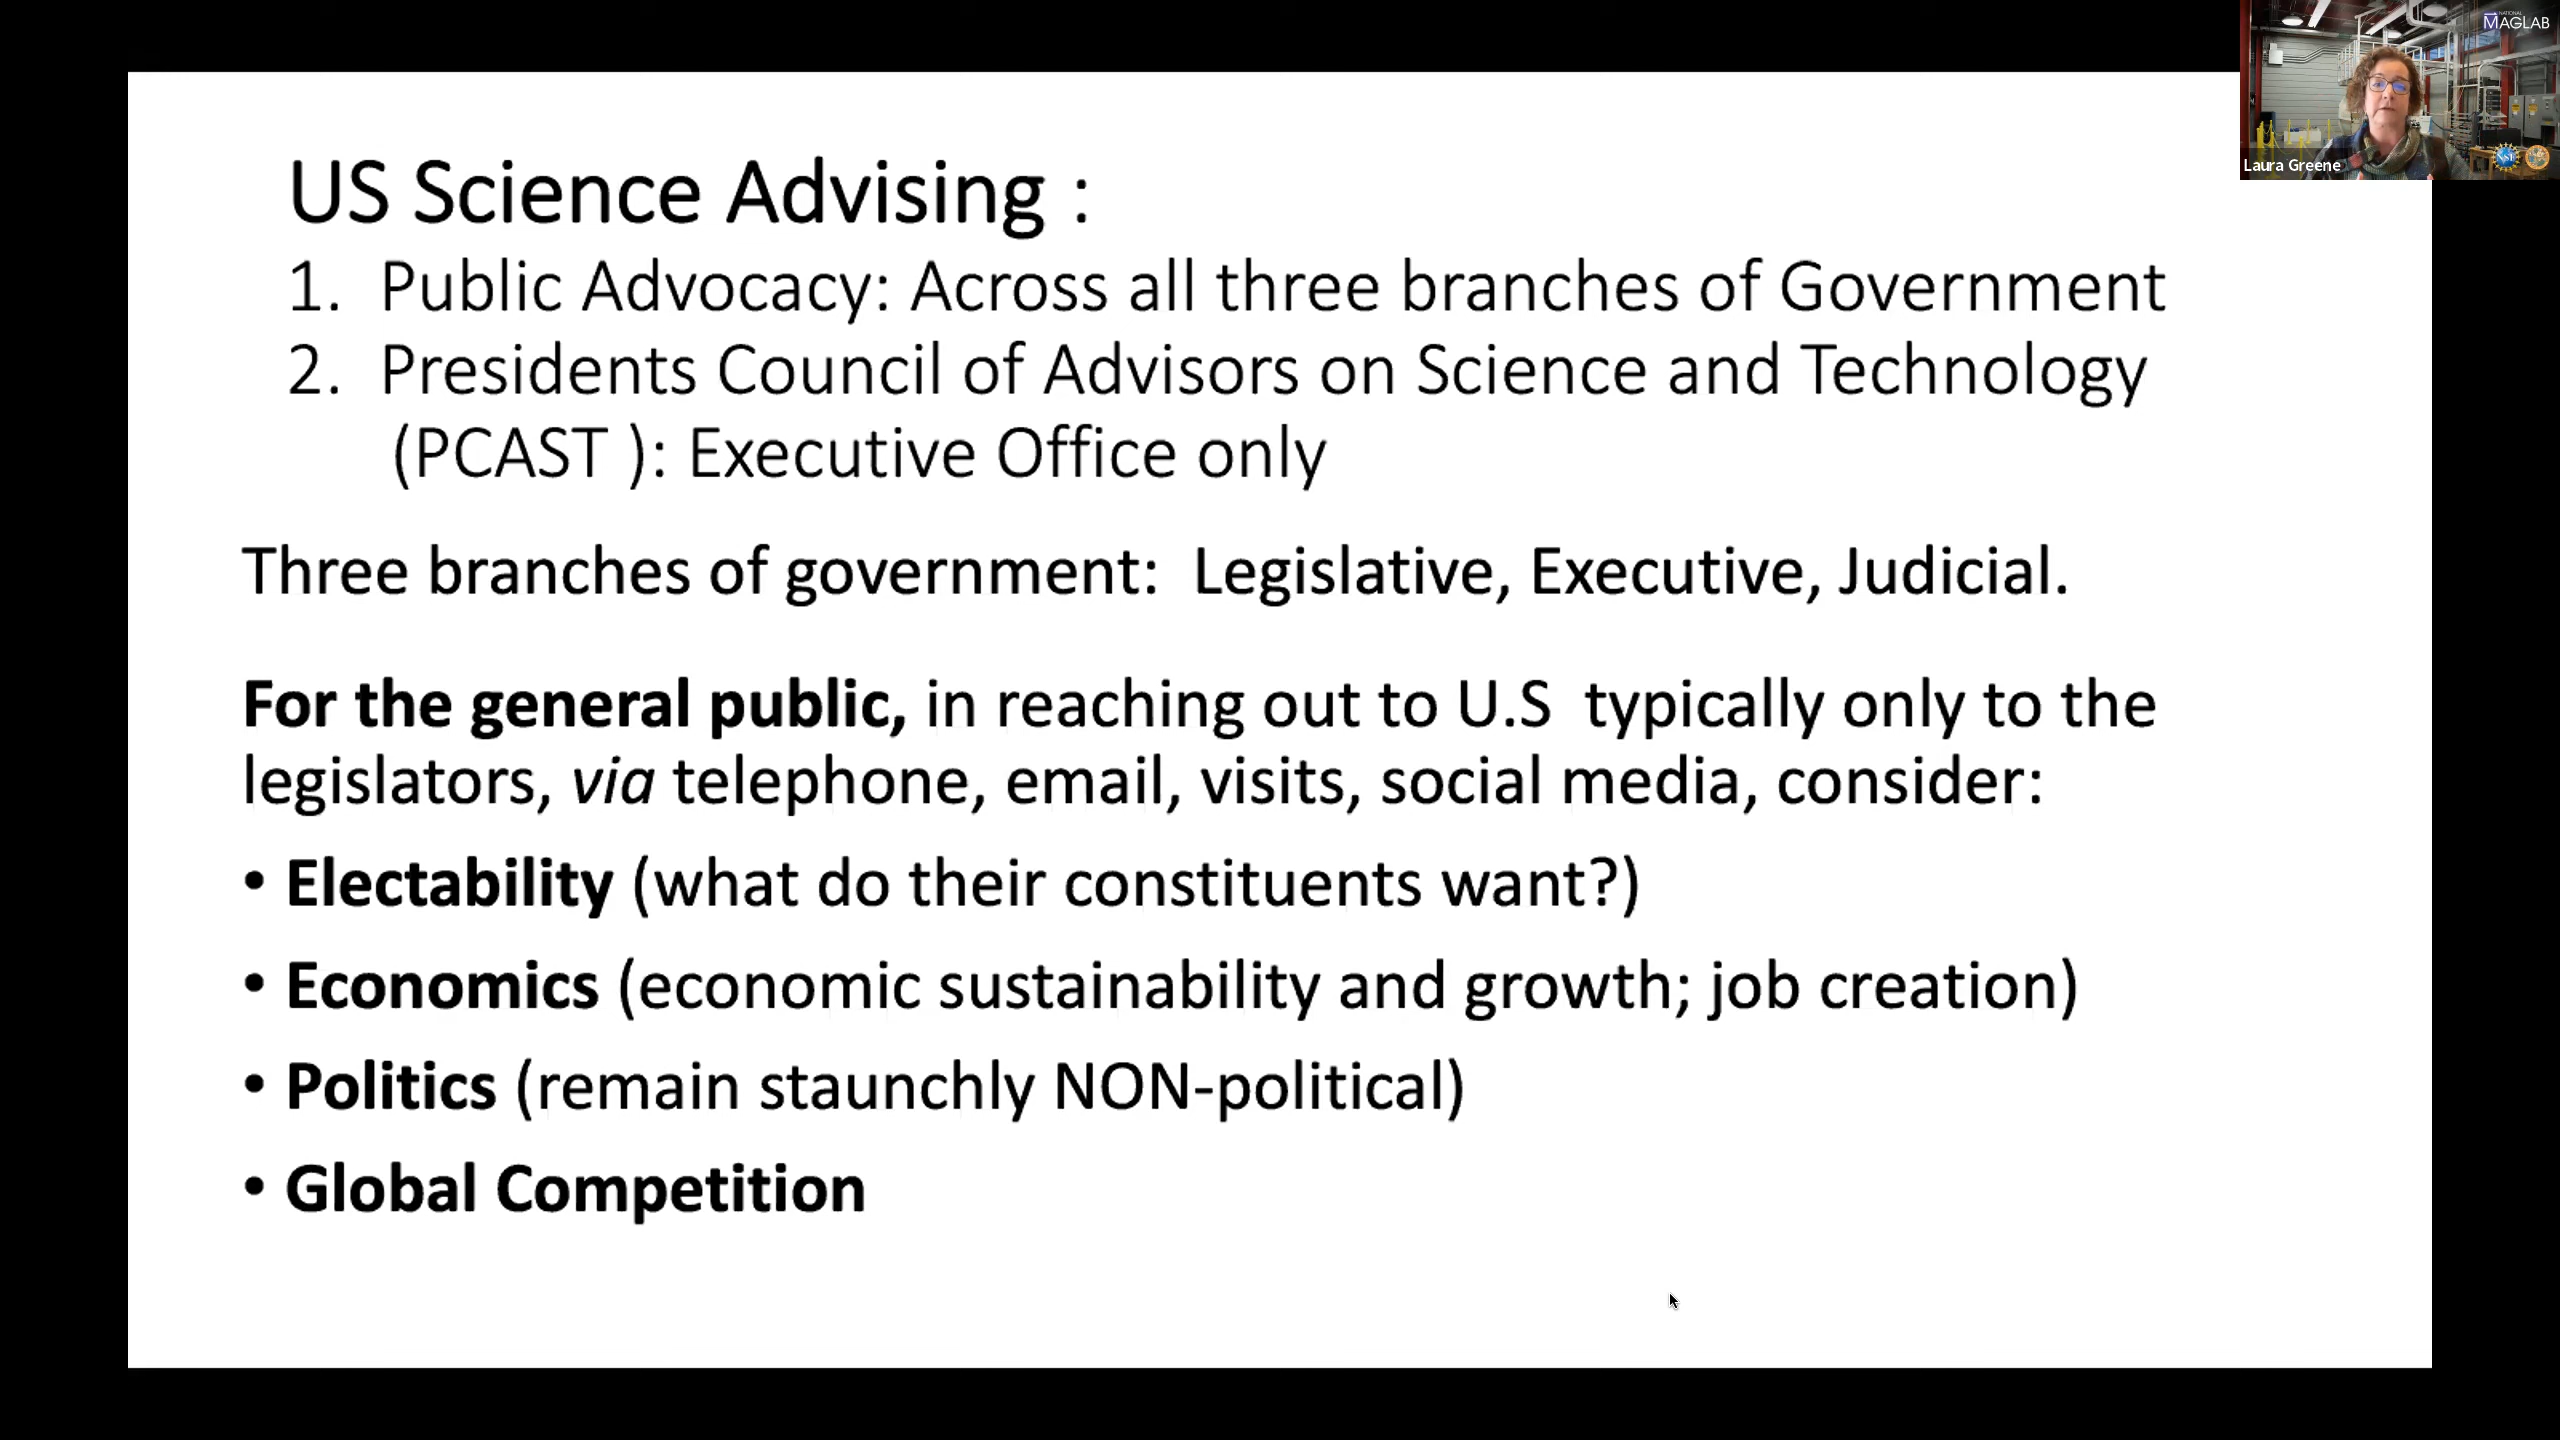 NATIONAL
MAGLAB
Laura Greene
US Science Advising :
1. Public Advocacy: Across all three branches of Government
2. Presidents Council of Advisors on Science and Technology
(PCAST ): Executive Office only
Three branches of government: Legislative, Executive, Judicial.
For the general public, in reaching out to U.S typically only to the
legislators, via telephone, email, visits, social media, consider:
• Electability (what do their constituents want?)
• Economics (economic sustainability and growth; job creation)
• Politics (remain staunchly NON-political)
• Global Competition